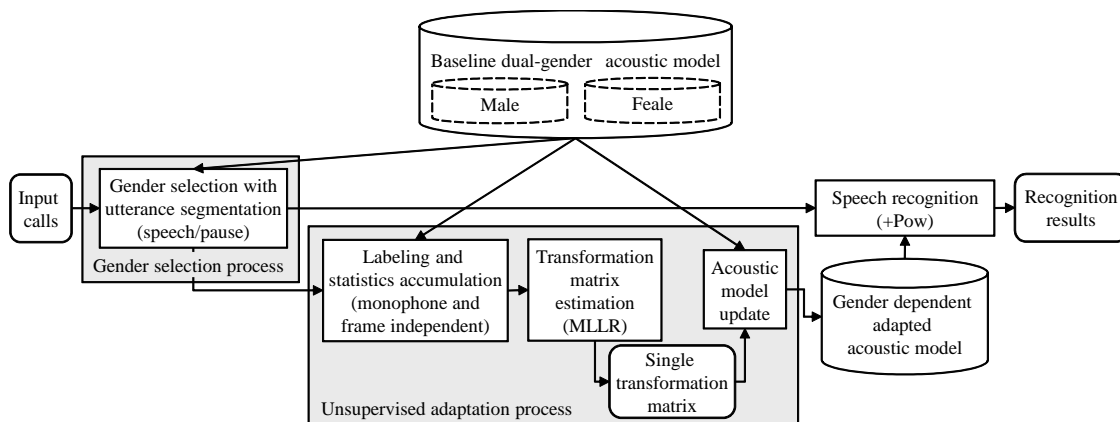 Baseline dual-gender acoustic model
Male
Feale
Input
calls
Gender selection with
utterance segmentation
(speech/pause)
Gender selection process
Labeling and
statistics accumulation
(monophone and
frame independent)
Transformation
matrix
estimation
(MLLR)
Single
transformation
matrix
Acoustic
model
update
Unsupervised adaptation process
Speech recognition
(+Pow)
Recognition
results
Gender dependent
adapted
acoustic model